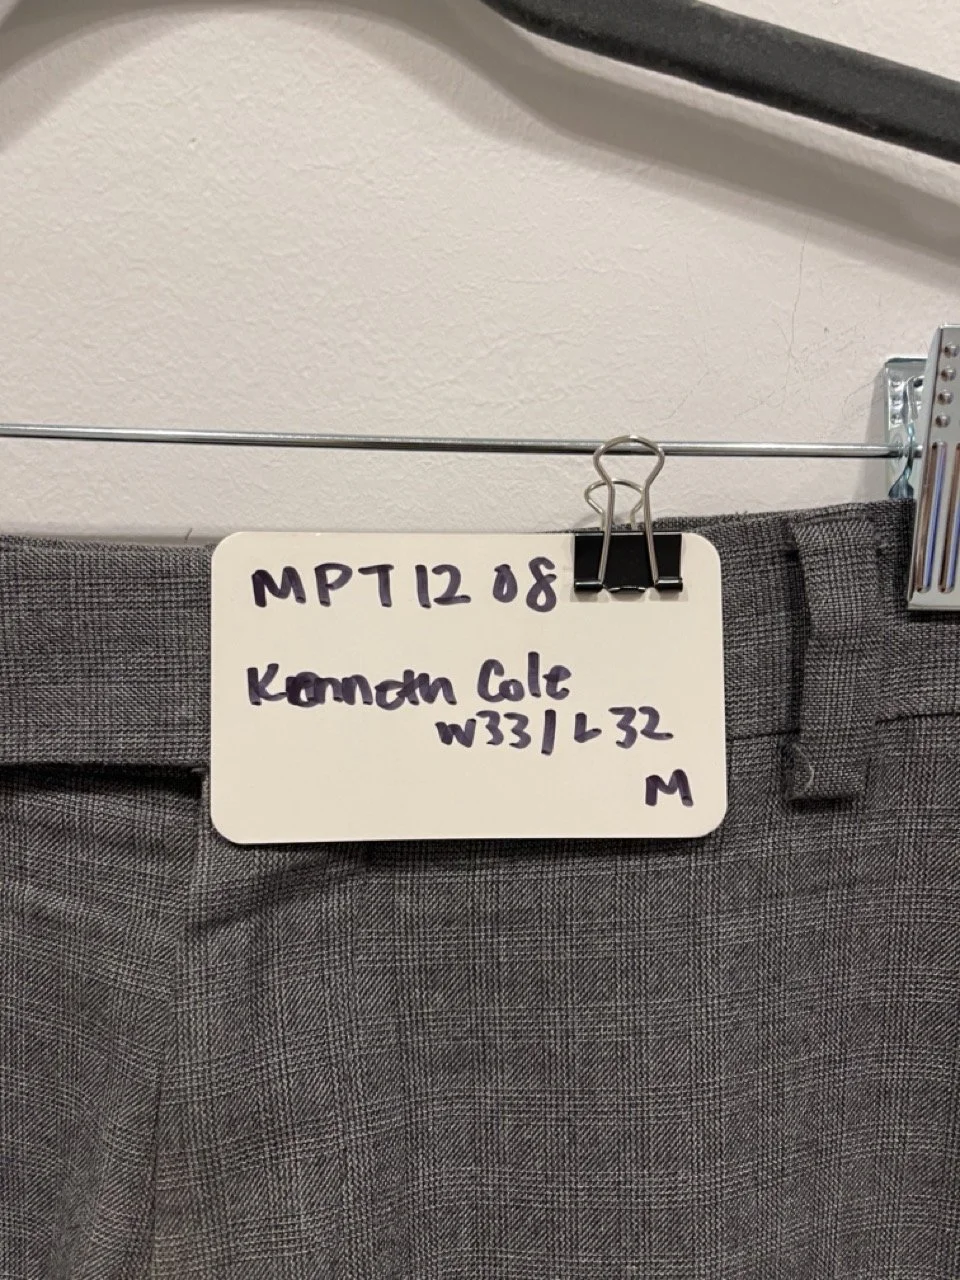 MPT1208
Kenneth Cole
W33/L32
M